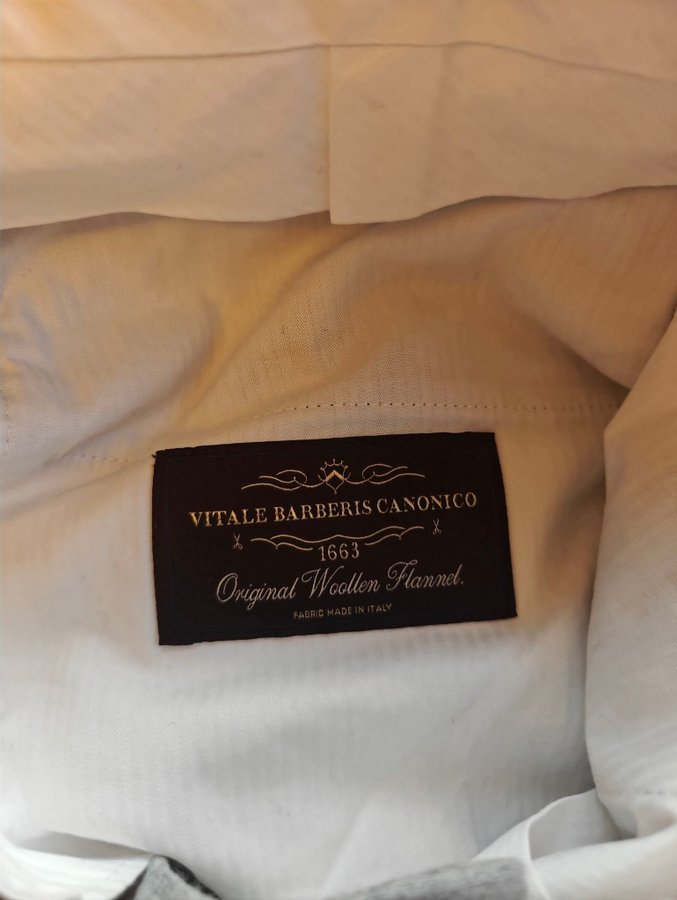 VITALE BARBERIS CANONICO
1663
Original Woollen Flannel.
FABRIC MADE IN ITALY